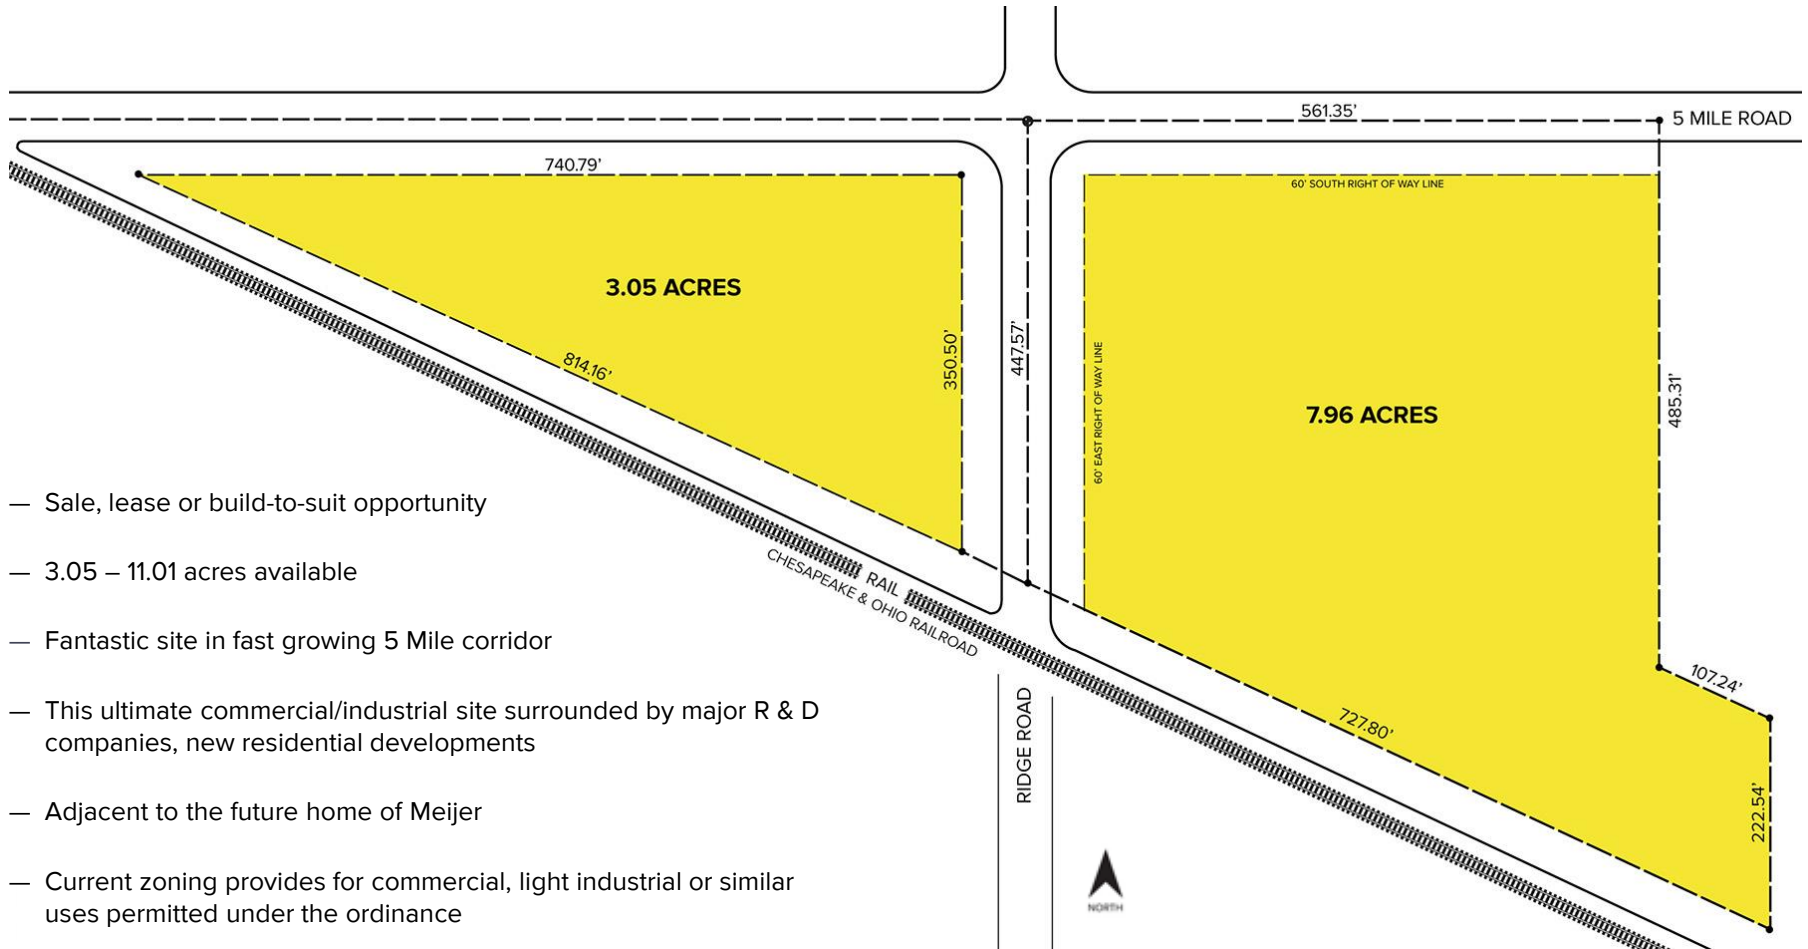 561.35’
5 MILE ROAD
740.79’
60’ SOUTH RIGHT OF WAY LINE
3.05 ACRES
350.50’
447.57’
60’ EAST RIGHT OF WAY LINE
7.96 ACRES
485.31’
814.16’
— Sale, lease or build-to-suit opportunity
— 3.05 – 11.01 acres available
— Fantastic site in fast growing 5 Mile corridor
— This ultimate commercial/industrial site surrounded by major R & D
companies, new residential developments
— Adjacent to the future home of Meijer
— Current zoning provides for commercial, light industrial or similar
uses permitted under the ordinance
RAIL
CHESAPEAKE & OHIO RAILROAD
RIDGE ROAD
107.24’
727.80’
222.54’
NORTH